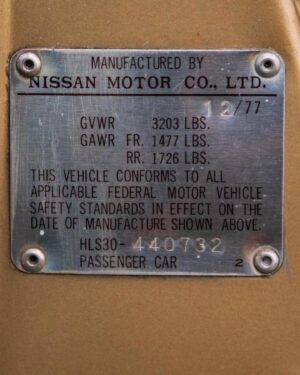 MANUFACTURED BY
NISSAN MOTOR CO., LTD.
12/77
GVWR 3203 LBS.
GAWR FR. 1477 LBS.
RR. 1726 LBS.
THIS VEHICLE CONFORMS TO ALL
APPLICABLE FEDERAL MOTOR VEHICLE
SAFETY STANDARDS IN EFFECT ON THE
DATE OF MANUFACTURE SHOWN ABOVE.
HLS30-440732
PASSENGER CAR 2